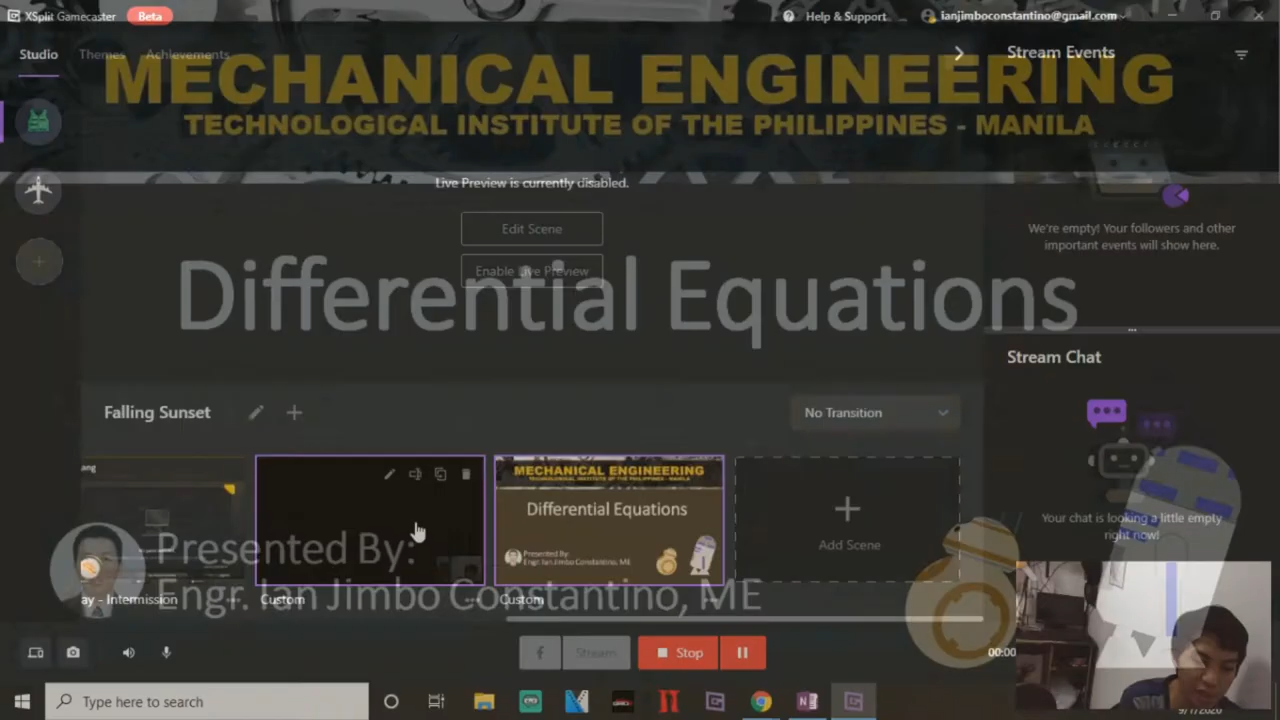 XSplit Gamecaster Beta
Help & Support
ianjimboconstantino@gmail.com
Studio Themes Achievements
Stream Events
MECHANICAL ENGINEERING
TECHNOLOGICAL INSTITUTE OF THE PHILIPPINES - MANILA
Live Preview is currently disabled.
Edit Scene
Enable Live Preview
We're empty! Your followers and other
important events will show here.
Differential Equations
Stream Chat
Falling Sunset
No Transition
ang
MECHANICAL ENGINEERING
TECHNOLOGICAL INSTITUTE OF THE PHILIPPINES - MANILA
Differential Equations
Presented By:
Engr. Ian Jimbo Constantino, ME
Add Scene
Your chat is looking a little empty
right now!
Presented By:
Engr. Ian Jimbo Constantino, ME
ay - Intermission
Custom
Custom
Stream
Stop
00:00
Type here to search
9/1/2020